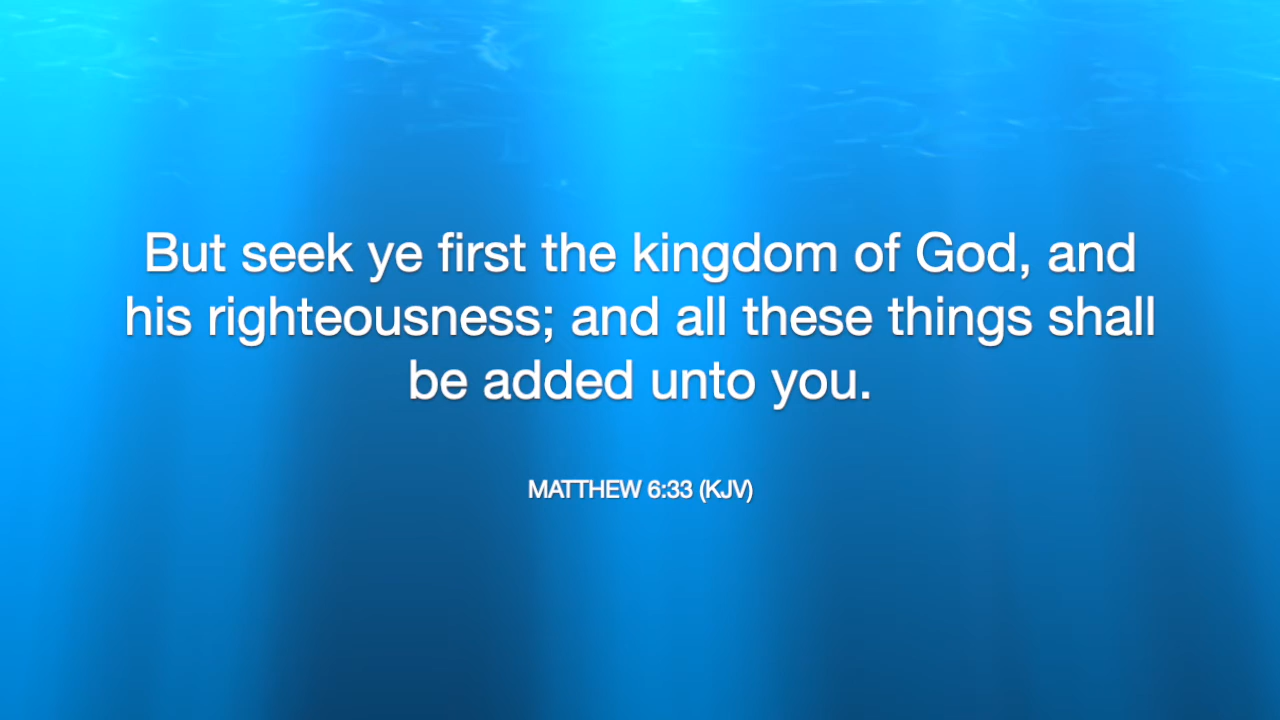 But seek ye first the kingdom of God, and
his righteousness; and all these things shall
be added unto you.
MATTHEW 6:33 (KJV)